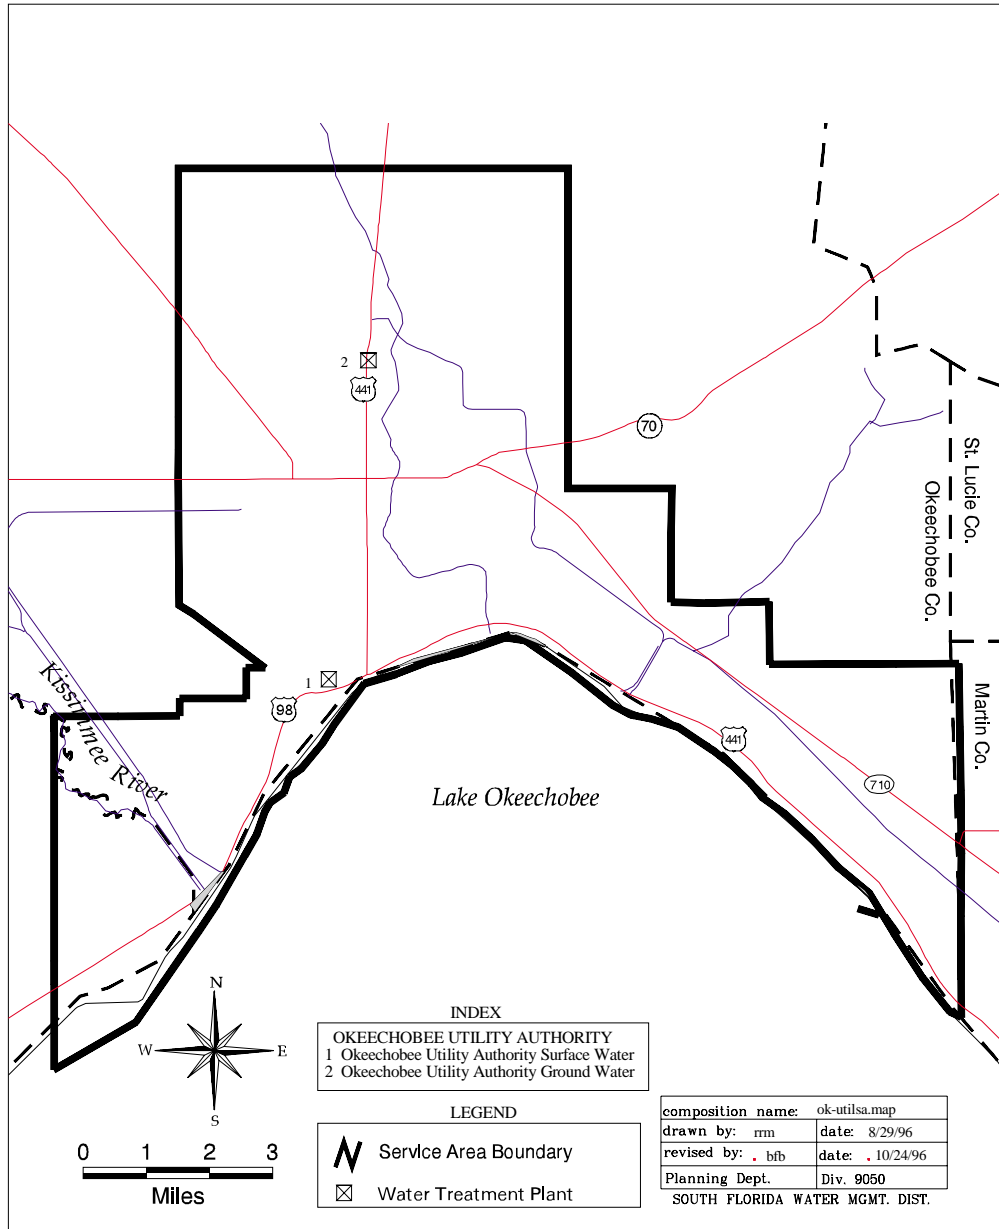 2
441
70
St. Lucie Co.
Okeechobee Co.
Kissimmee River
1
98
Martin Co.
441
710
Lake Okeechobee
N
W
E
S
INDEX
OKEECHOBEE UTILITY AUTHORITY
1 Okeechobee Utility Authority Surface Water
2 Okeechobee Utility Authority Ground Water
LEGEND
Service Area Boundary
Water Treatment Plant
0 1 2 3
Miles
composition name: ok-utilsa.map
drawn by: rrm date: 8/29/96
revised by: . bfb date: . 10/24/96
Planning Dept. Div. 9050
SOUTH FLORIDA WATER MGMT. DIST.